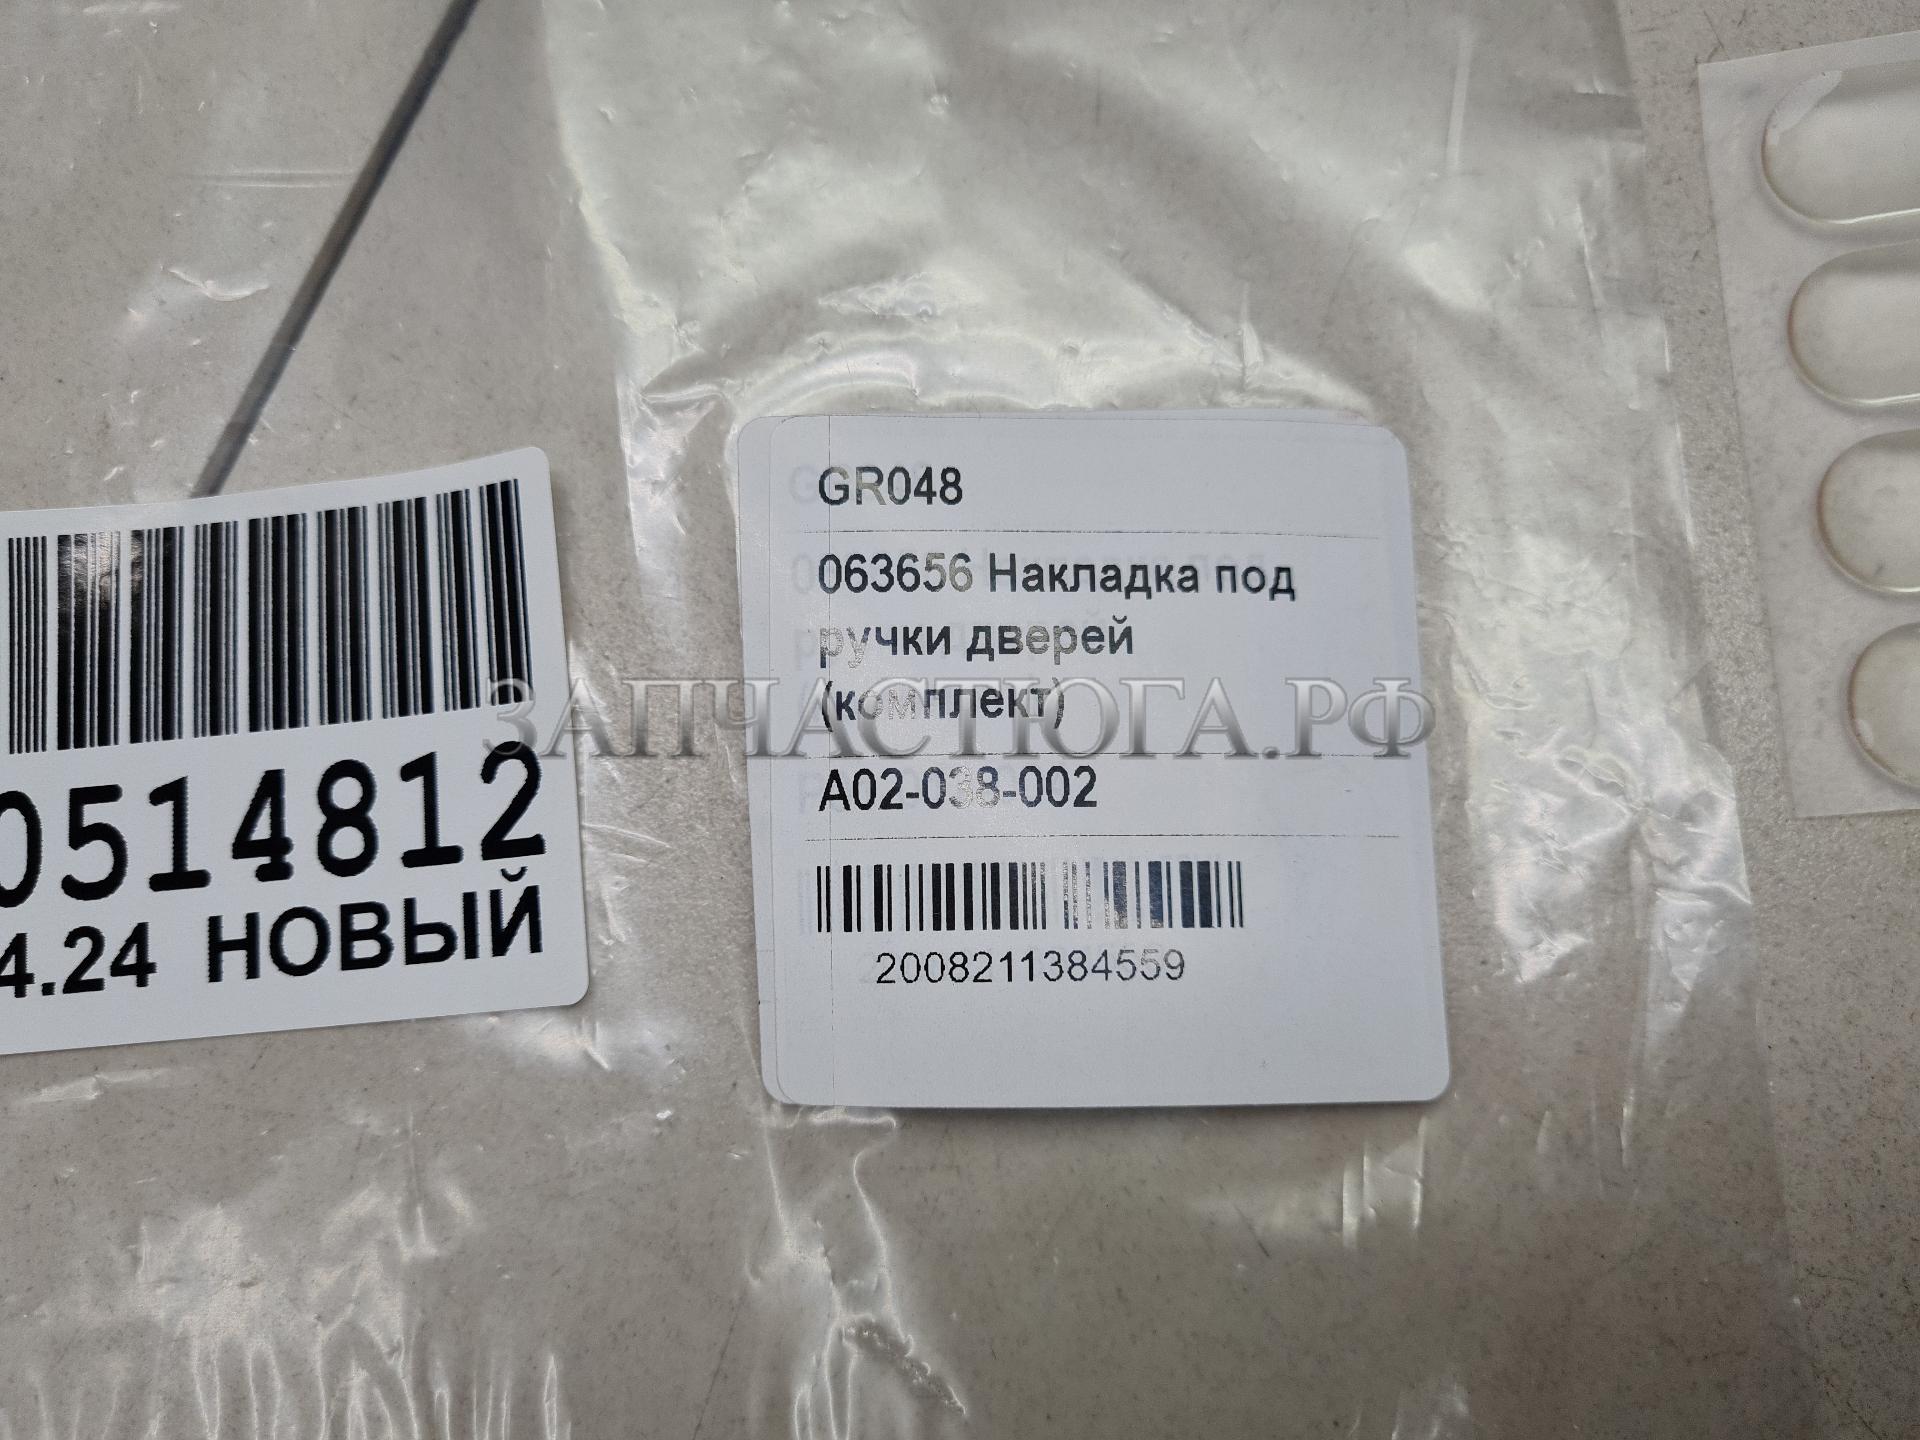 GR048
063656 Накладка под
ручки дверей
(комплект)
A02-038-002
2008211384559
0514812
4.24 НОВЫЙ
ЗАПЧАСТЮГА.РФ